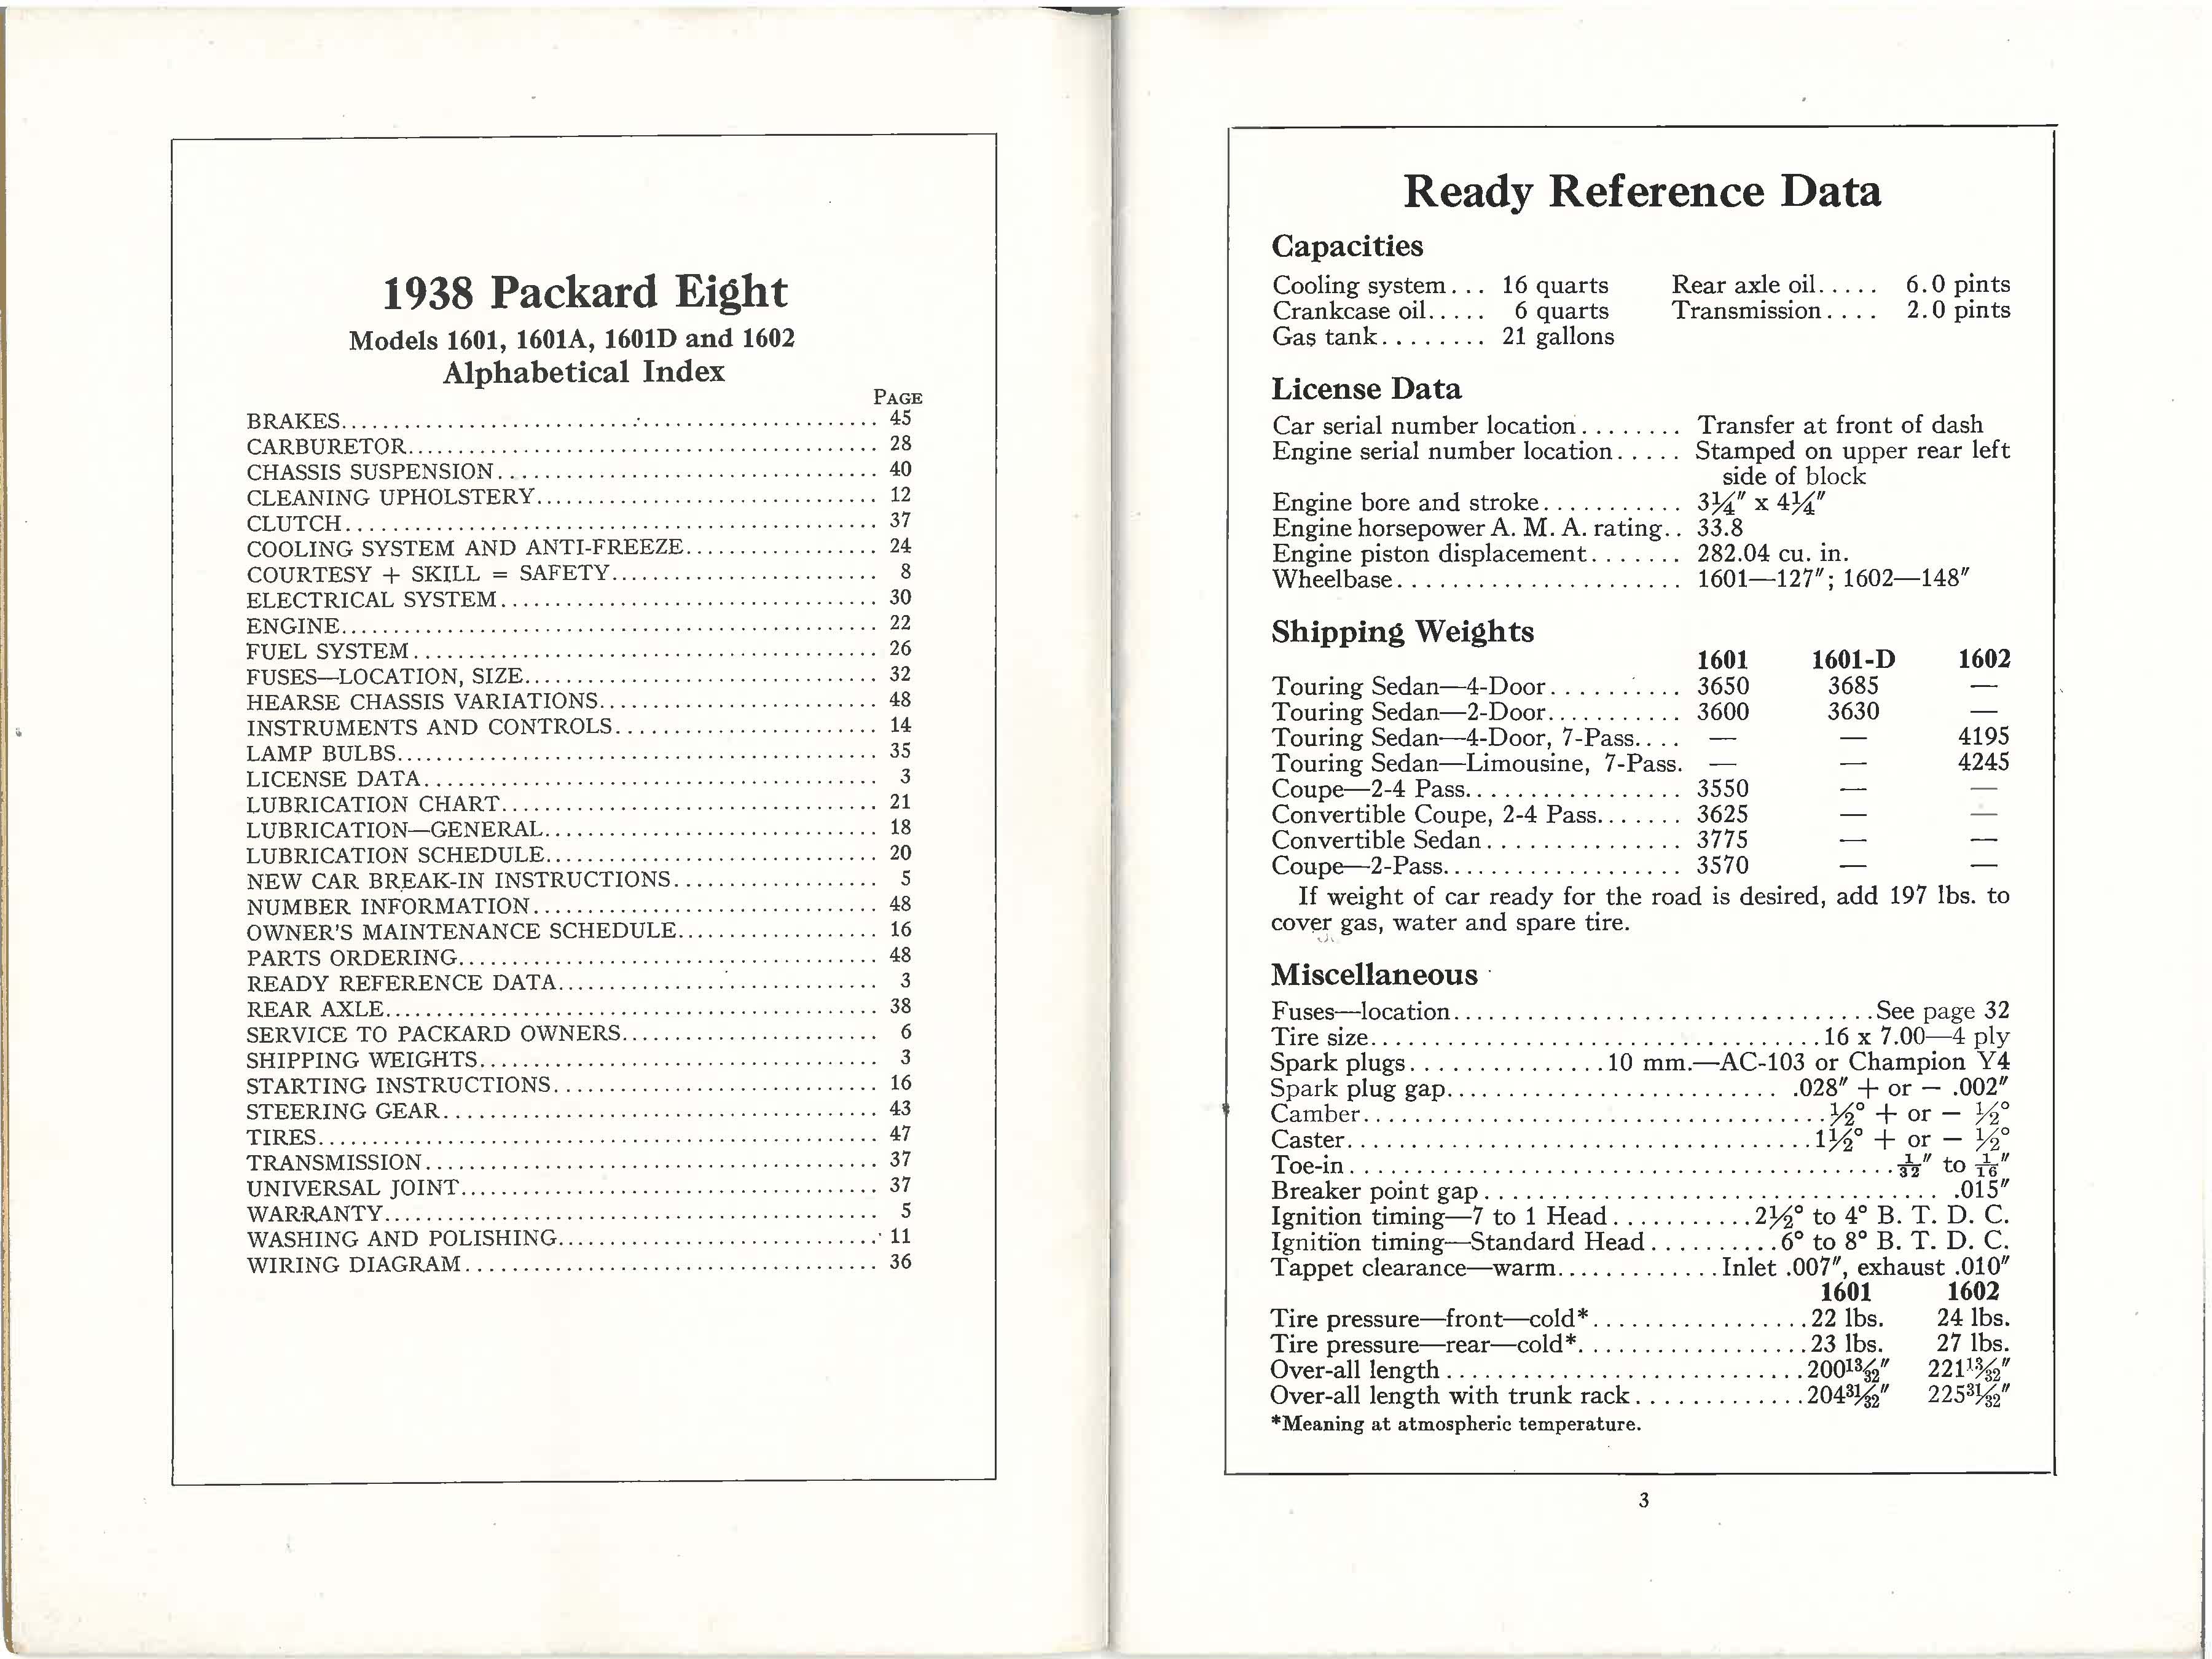 1938 Packard Eight
Models 1601, 1601A, 1601D and 1602
Alphabetical Index
PAGE
BRAKES.......... 45
CARBURETOR.......... 28
CHASSIS SUSPENSION.......... 40
CLEANING UPHOLSTERY.......... 12
CLUTCH.......... 37
COOLING SYSTEM AND ANTI-FREEZE.......... 24
COURTESY + SKILL = SAFETY.......... 8
ELECTRICAL SYSTEM.......... 30
ENGINE.......... 22
FUEL SYSTEM.......... 26
FUSES—LOCATION, SIZE.......... 32
HEARSE CHASSIS VARIATIONS.......... 48
INSTRUMENTS AND CONTROLS.......... 14
LAMP BULBS.......... 35
LICENSE DATA.......... 3
LUBRICATION CHART.......... 21
LUBRICATION—GENERAL.......... 18
LUBRICATION SCHEDULE.......... 20
NEW CAR BREAK-IN INSTRUCTIONS.......... 5
NUMBER INFORMATION.......... 48
OWNER'S MAINTENANCE SCHEDULE.......... 16
PARTS ORDERING.......... 48
READY REFERENCE DATA.......... 3
REAR AXLE.......... 38
SERVICE TO PACKARD OWNERS.......... 6
SHIPPING WEIGHTS.......... 3
STARTING INSTRUCTIONS.......... 16
STEERING GEAR.......... 43
TIRES.......... 47
TRANSMISSION.......... 37
UNIVERSAL JOINT.......... 37
WARRANTY.......... 5
WASHING AND POLISHING.......... 11
WIRING DIAGRAM.......... 36
Ready Reference Data
Capacities
Cooling system... 16 quarts Rear axle oil..... 6.0 pints
Crankcase oil..... 6 quarts Transmission.... 2.0 pints
Gas tank........ 21 gallons
License Data
Car serial number location........ Transfer at front of dash
Engine serial number location..... Stamped on upper rear left
side of block
Engine bore and stroke........... 3¼" x 4¼"
Engine horsepower A. M. A. rating.. 33.8
Engine piston displacement....... 282.04 cu. in.
Wheelbase...................... 1601—127"; 1602—148"
Shipping Weights
1601 1601-D 1602
Touring Sedan—4-Door.......... 3650 3685 —
Touring Sedan—2-Door........... 3600 3630 —
Touring Sedan—4-Door, 7-Pass.... — — 4195
Touring Sedan—Limousine, 7-Pass. — — 4245
Coupe—2-4 Pass................. 3550 — —
Convertible Coupe, 2-4 Pass....... 3625 — —
Convertible Sedan............... 3775 — —
Coupe—2-Pass................... 3570 — —
If weight of car ready for the road is desired, add 197 lbs. to
cover gas, water and spare tire.
Miscellaneous
Fuses—location.......... See page 32
Tire size.......... 16 x 7.00—4 ply
Spark plugs.......... 10 mm.—AC-103 or Champion Y4
Spark plug gap.......... .028" + or − .002"
Camber.......... ½° + or − ½°
Caster.......... 1½° + or − ½°
Toe-in.......... 1/32" to 1/16"
Breaker point gap.......... .015"
Ignition timing—7 to 1 Head........... 2½° to 4° B. T. D. C.
Ignition timing—Standard Head.......... 6° to 8° B. T. D. C.
Tappet clearance—warm............. Inlet .007", exhaust .010"
1601 1602
Tire pressure—front—cold*.......... 22 lbs. 24 lbs.
Tire pressure—rear—cold*.......... 23 lbs. 27 lbs.
Over-all length.......... 200 13/32" 221 13/32"
Over-all length with trunk rack............. 204 31/32" 225 31/32"
*Meaning at atmospheric temperature.
3